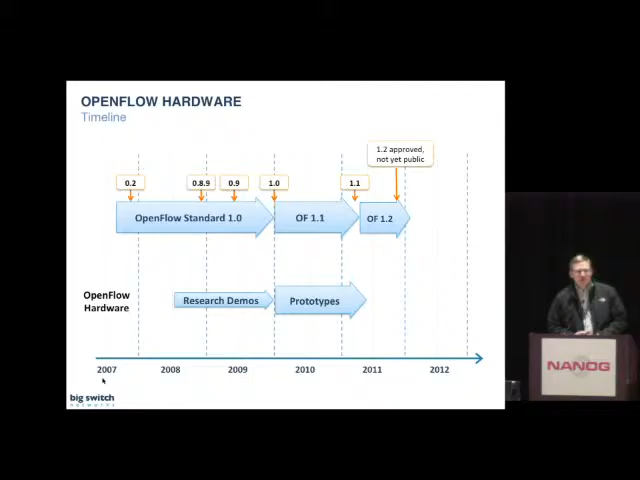 OPENFLOW HARDWARE
Timeline
1.2 approved,
not yet public
0.2
0.8.9
0.9
1.0
1.1
OpenFlow Standard 1.0
OF 1.1
OF 1.2
OpenFlow
Hardware
Research Demos
Prototypes
2007
2008
2009
2010
2011
2012
big switch
networks
NANOG